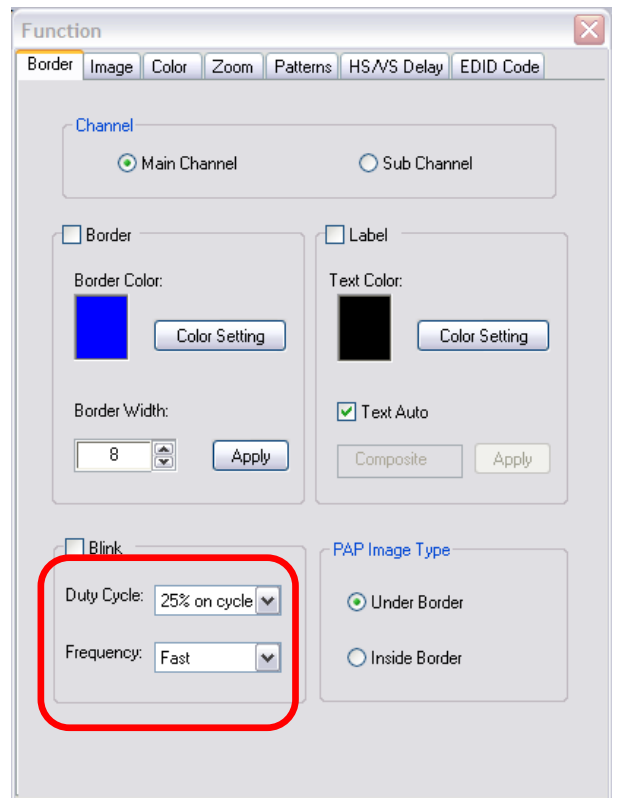 Function
Border Image Color Zoom Patterns HS/VS Delay EDID Code
Channel
Main Channel Sub Channel
Border Label
Border Color: Text Color:
Color Setting Color Setting
Border Width: Text Auto
8 Apply Composite Apply
Blink PAP Image Type
Duty Cycle: 25% on cycle Under Border
Frequency: Fast Inside Border